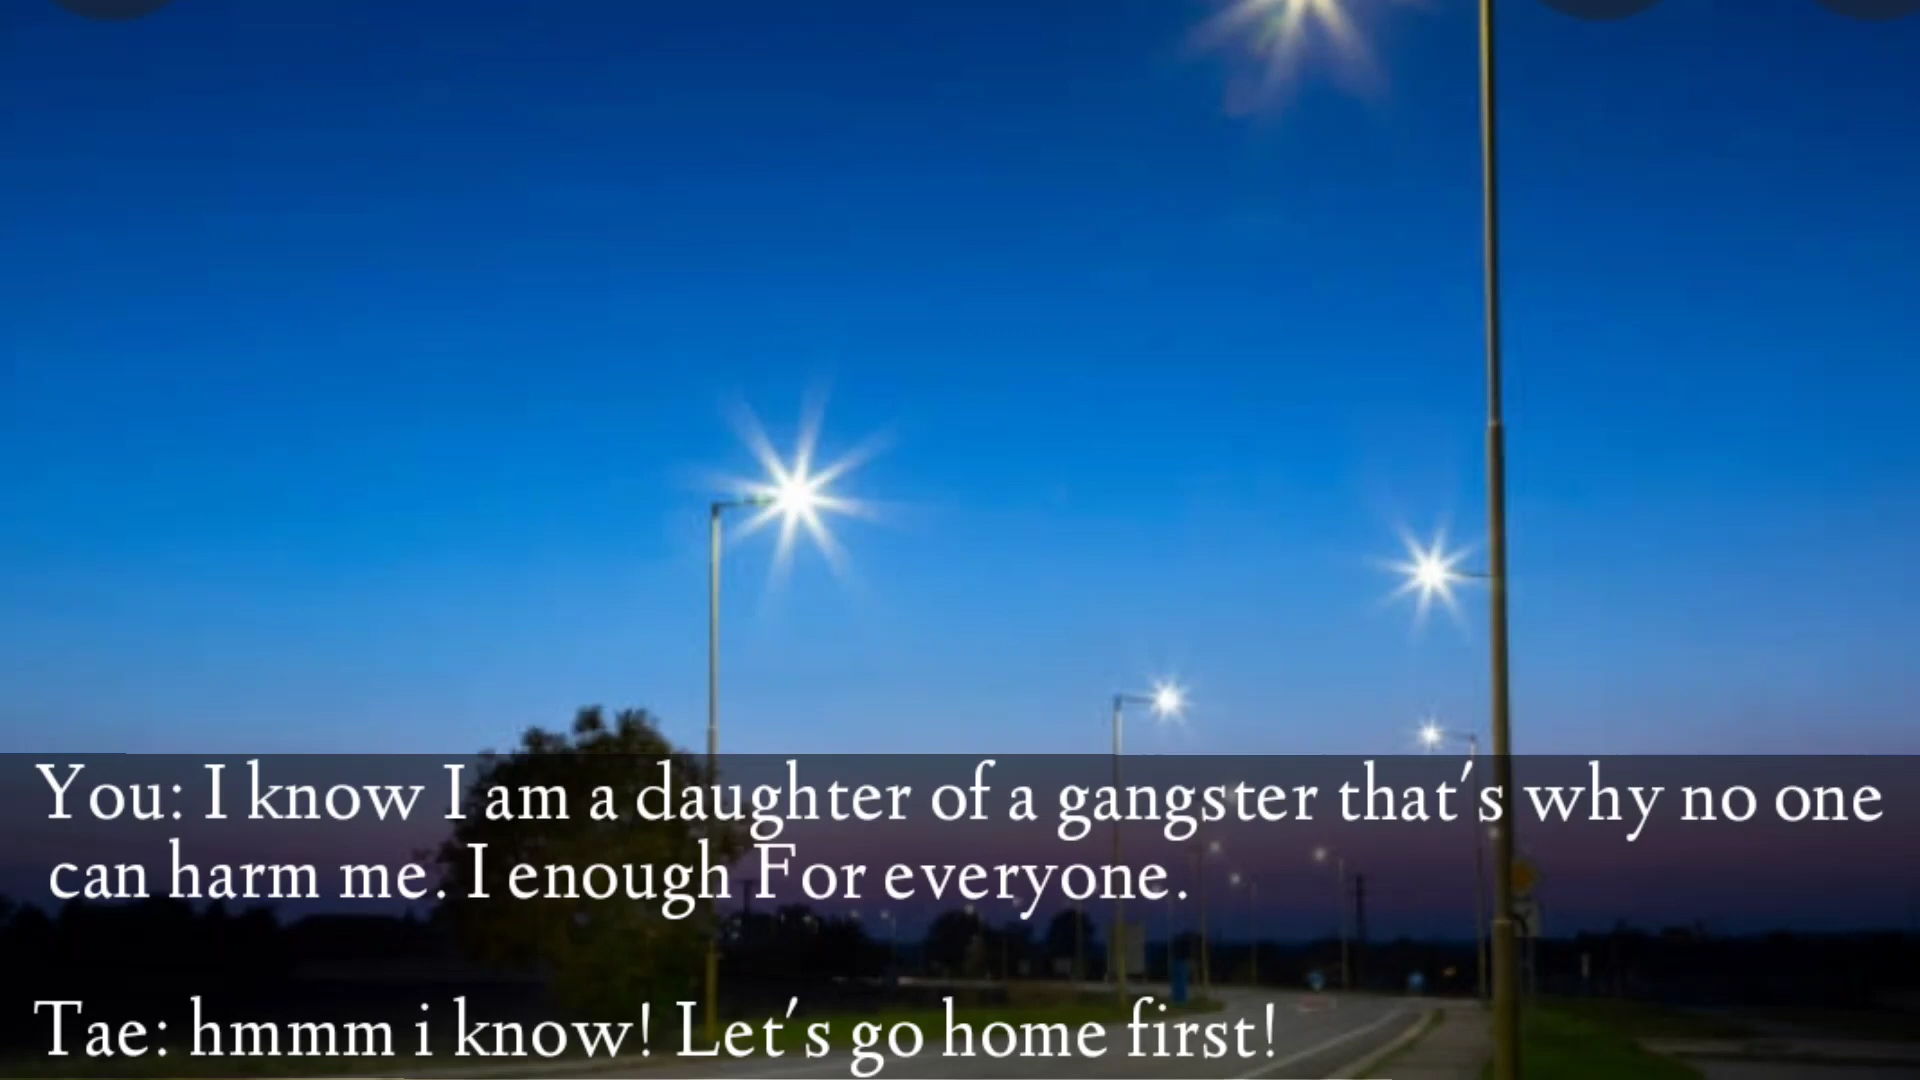 You: I know I am a daughter of a gangster that's why no one
can harm me. I enough For everyone.
Tae: hmmm i know! Let's go home first!